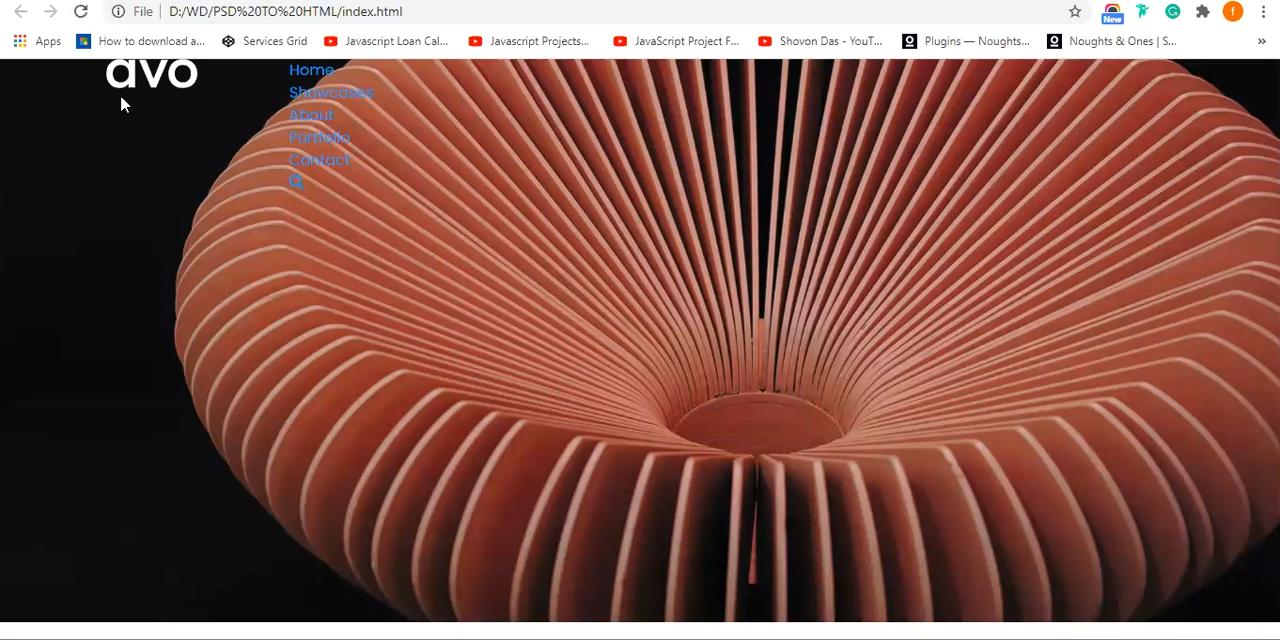 File D:/WD/PSD%20TO%20HTML/index.html
New
f
Apps How to download a... Services Grid Javascript Loan Cal... Javascript Projects... JavaScript Project F... Shovon Das - YouT... Plugins — Noughts... Noughts & Ones | S... »
avo
Home
Showcases
About
Portfolio
Contact